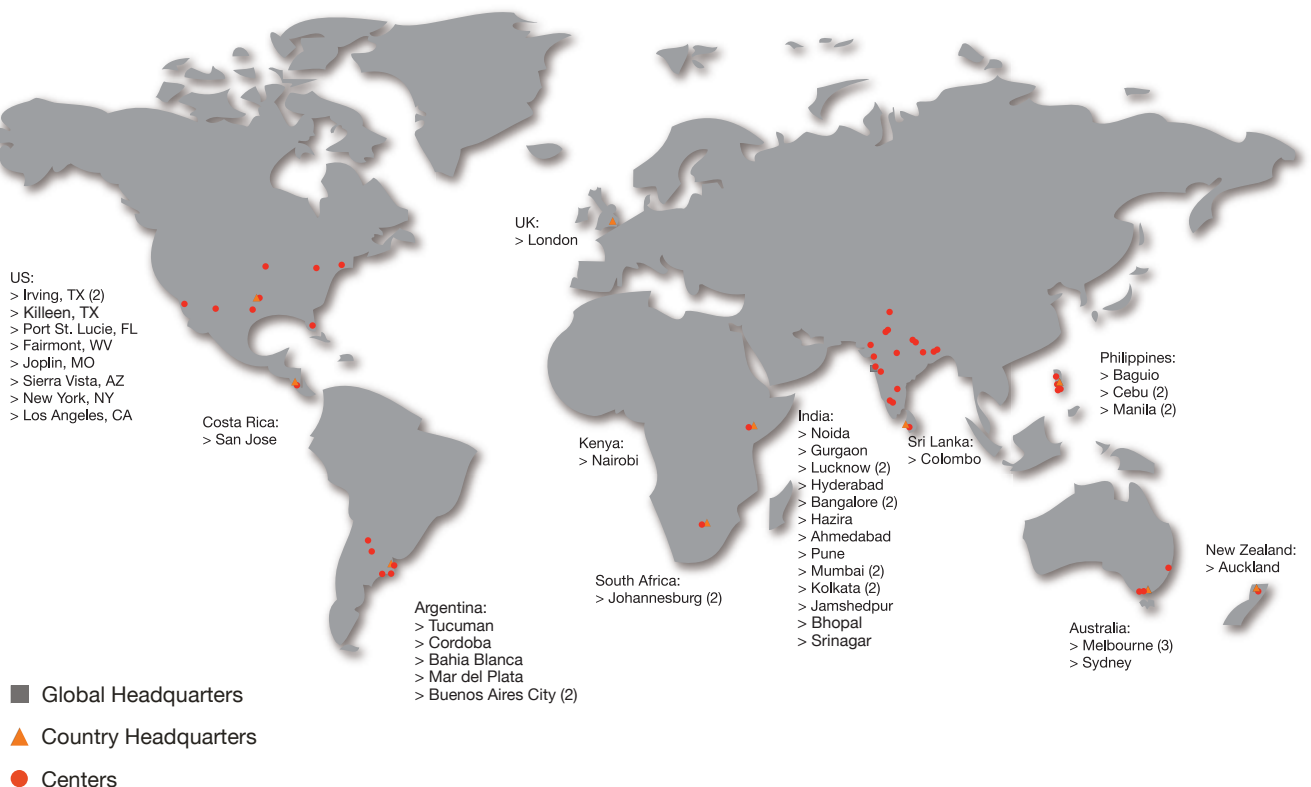 UK:
> London
US:
> Irving, TX (2)
> Killeen, TX
> Port St. Lucie, FL
> Fairmont, WV
> Joplin, MO
> Sierra Vista, AZ
> New York, NY
> Los Angeles, CA
Costa Rica:
> San Jose
Kenya:
> Nairobi
India:
> Noida
> Gurgaon
> Lucknow (2)
> Hyderabad
> Bangalore (2)
> Hazira
> Ahmedabad
> Pune
> Mumbai (2)
> Kolkata (2)
> Jamshedpur
> Bhopal
> Srinagar
Sri Lanka:
> Colombo
Philippines:
> Baguio
> Cebu (2)
> Manila (2)
South Africa:
> Johannesburg (2)
Argentina:
> Tucuman
> Cordoba
> Bahia Blanca
> Mar del Plata
> Buenos Aires City (2)
New Zealand:
> Auckland
Australia:
> Melbourne (3)
> Sydney
Global Headquarters
Country Headquarters
Centers